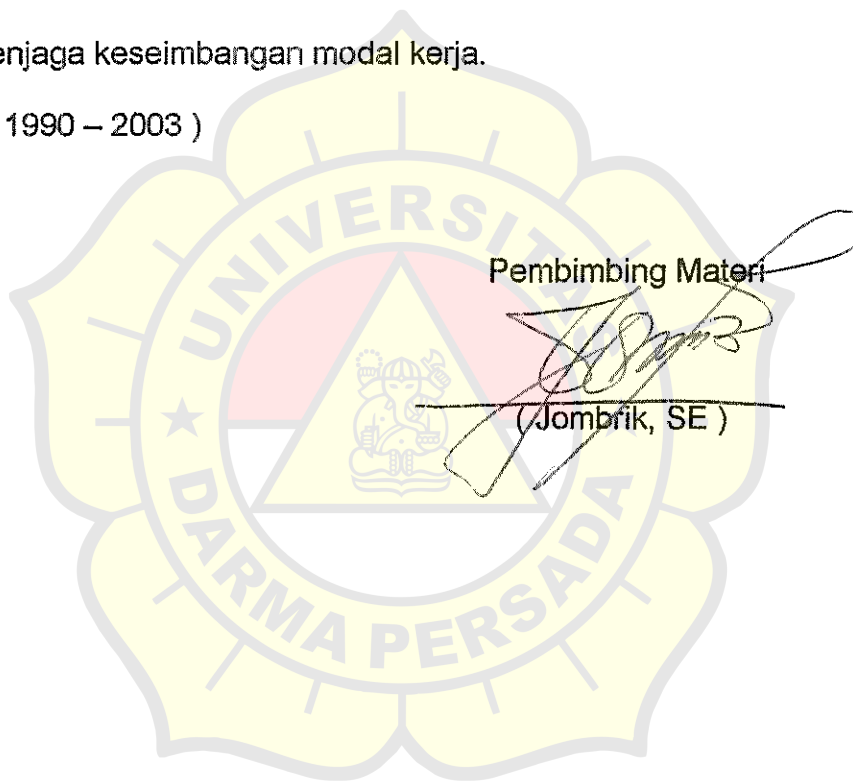 enjaga keseimbangan modal kerja.
1990 – 2003 )
Pembimbing Materi
( Jombrik, SE )
UNIVERSITAS
DARMA PERSADA